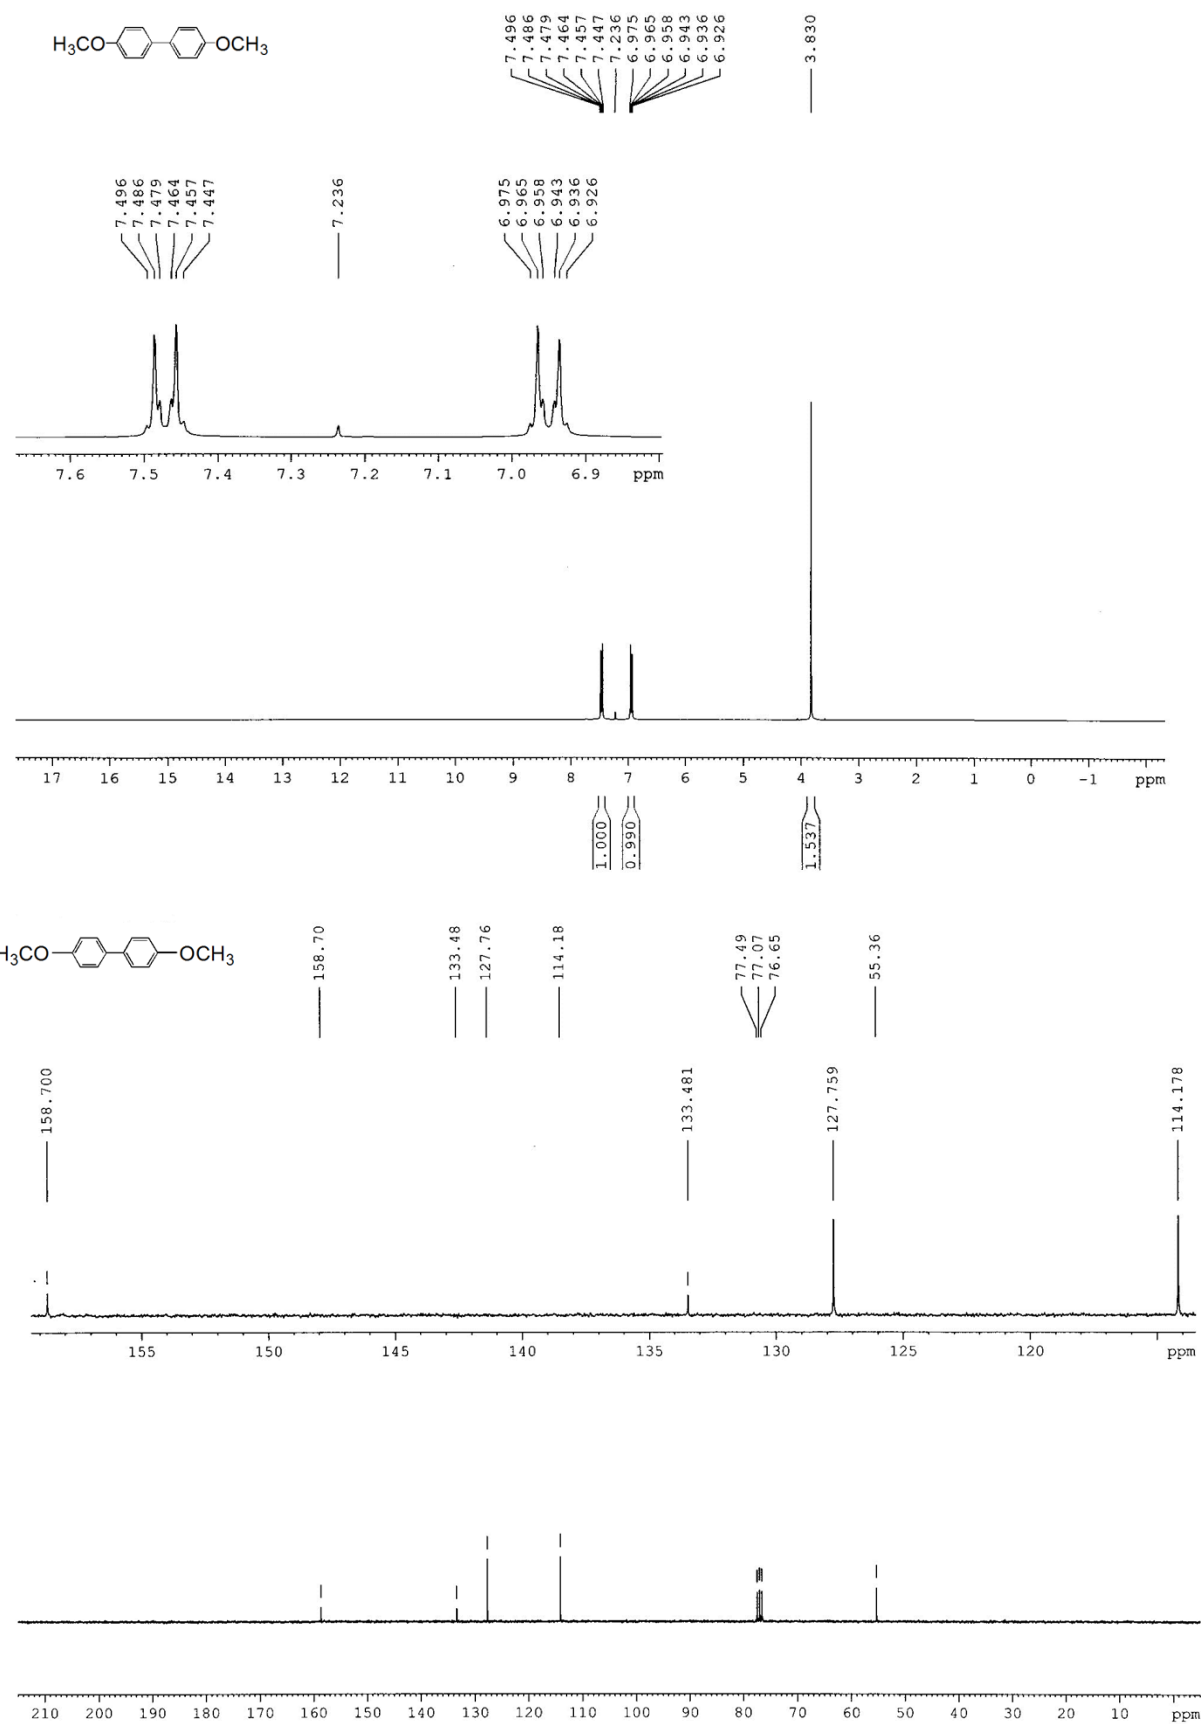 H3CO OCH3
7.496 7.486 7.479 7.464 7.457 7.447 7.236 6.975 6.965 6.958 6.943 6.936 6.926 3.830
7.496 7.486 7.479 7.464 7.457 7.447 7.236 6.975 6.965 6.958 6.943 6.936 6.926
7.6 7.5 7.4 7.3 7.2 7.1 7.0 6.9 ppm
17 16 15 14 13 12 11 10 9 8 7 6 5 4 3 2 1 0 -1 ppm
1.000 0.990 1.537
H3CO OCH3
158.70 133.48 127.76 114.18 77.49 77.07 76.65 55.36
158.700 133.481 127.759 114.178
155 150 145 140 135 130 125 120 ppm
210 200 190 180 170 160 150 140 130 120 110 100 90 80 70 60 50 40 30 20 10 ppm